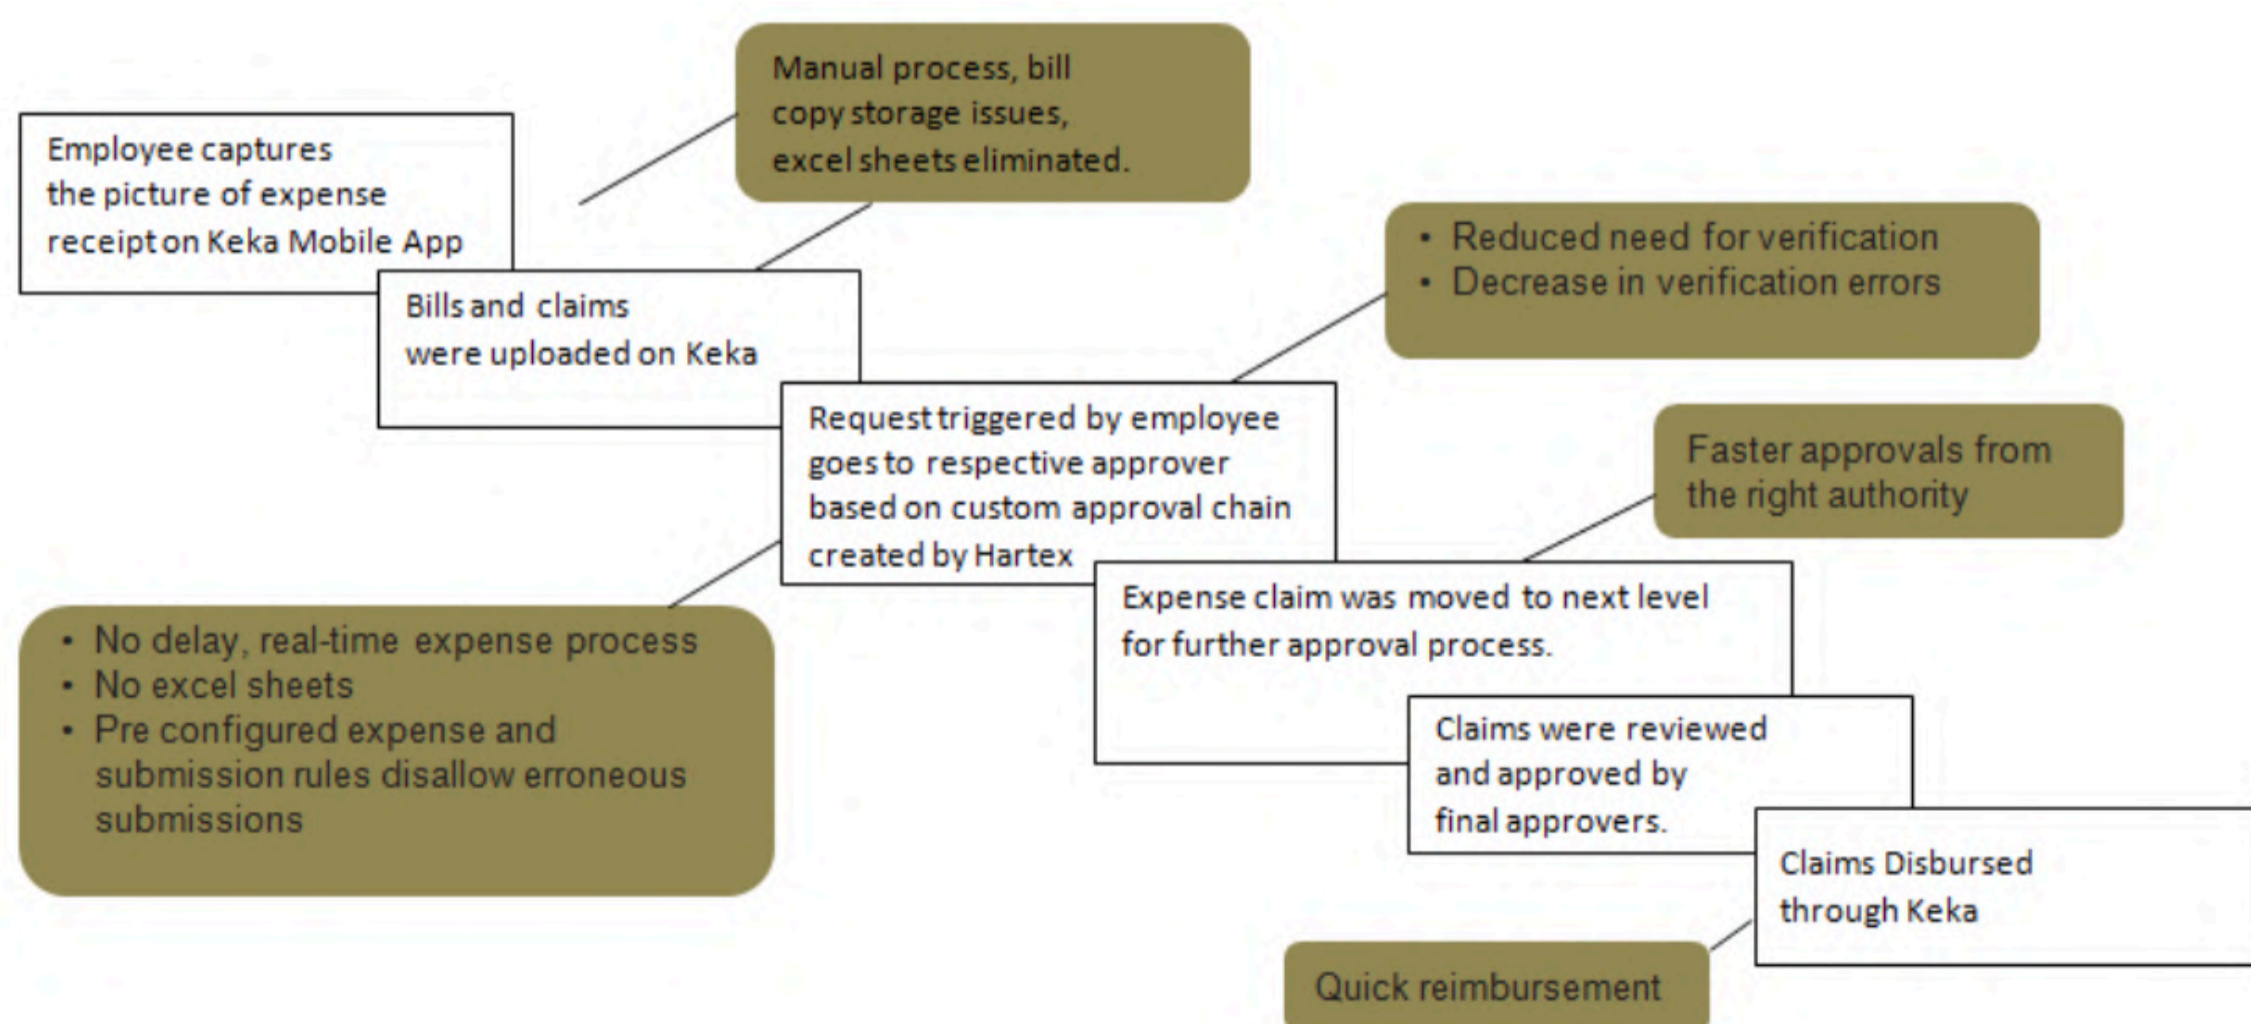 Manual process, bill
copy storage issues,
excel sheets eliminated.
Employee captures
the picture of expense
receipt on Keka Mobile App
Bills and claims
were uploaded on Keka
• Reduced need for verification
• Decrease in verification errors
Request triggered by employee
goes to respective approver
based on custom approval chain
created by Hartex
Faster approvals from
the right authority
• No delay, real-time expense process
• No excel sheets
• Pre configured expense and
submission rules disallow erroneous
submissions
Expense claim was moved to next level
for further approval process.
Claims were reviewed
and approved by
final approvers.
Claims Disbursed
through Keka
Quick reimbursement